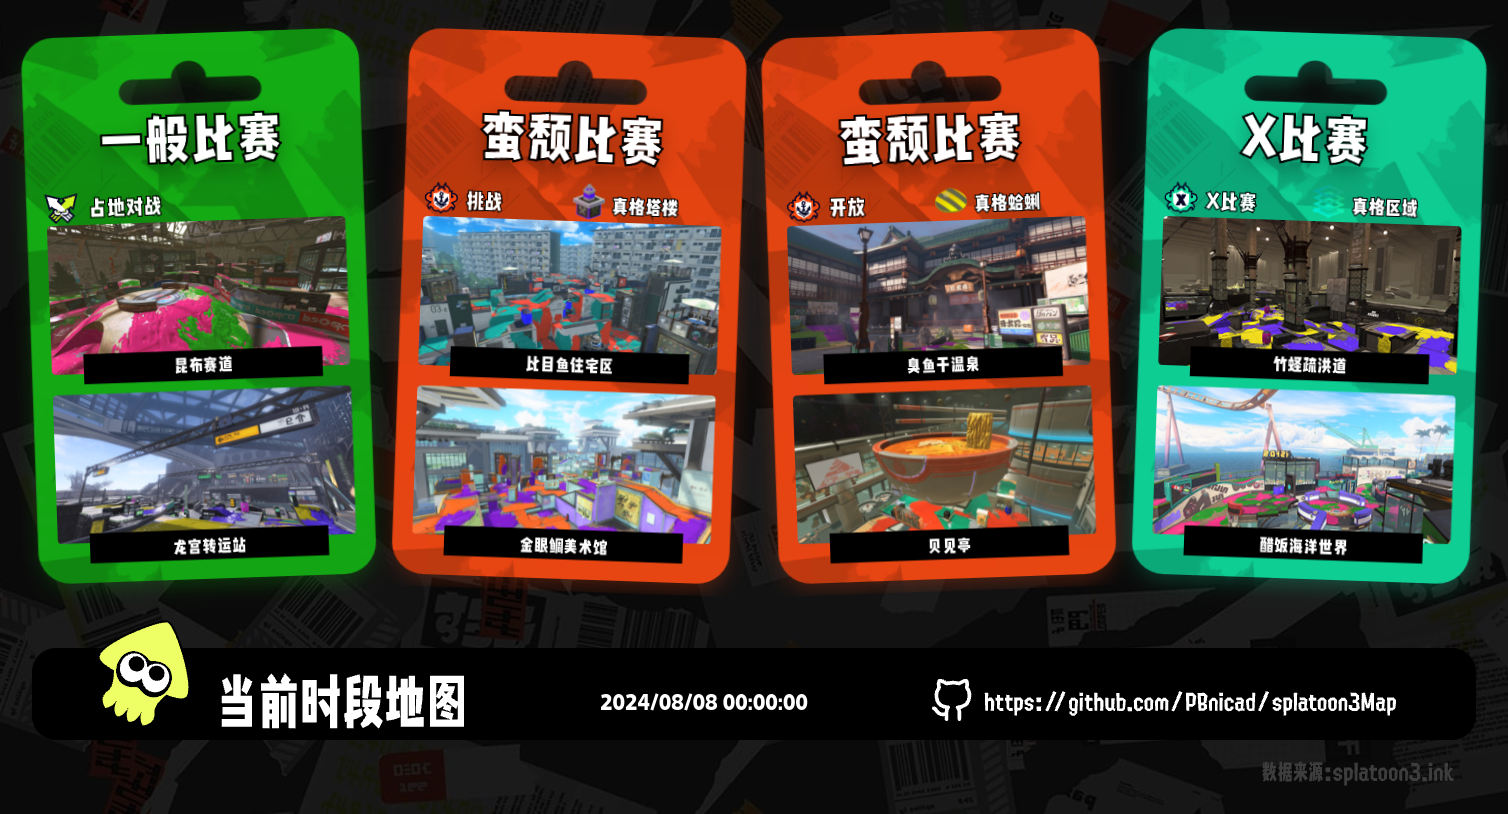 一般比赛
占地对战
昆布赛道
龙宫转运站
蛮颓比赛
挑战
真格塔楼
比目鱼住宅区
金眼鲷美术馆
蛮颓比赛
开放
真格蛤蜊
臭鱼干温泉
贝贝亭
X比赛
X比赛
真格区域
竹蛏疏洪道
醋饭海洋世界
当前时段地图
2024/08/08 00:00:00
https://github.com/PBnicad/splatoon3Map
数据来源:splatoon3.ink